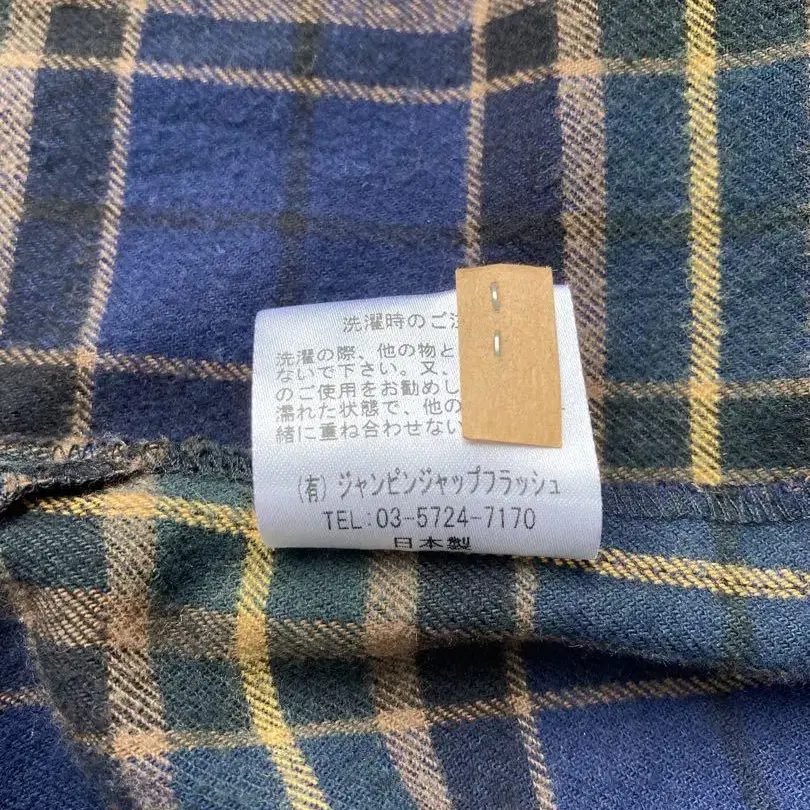 洗濯時のご注
洗濯の際、他の物と
ないで下さい。又、
のご使用をお勧めし
濡れた状態で、他の
緒に重ね合わせない
(有)ジャンピンジャップフラッシュ
TEL:03-5724-7170
日本製